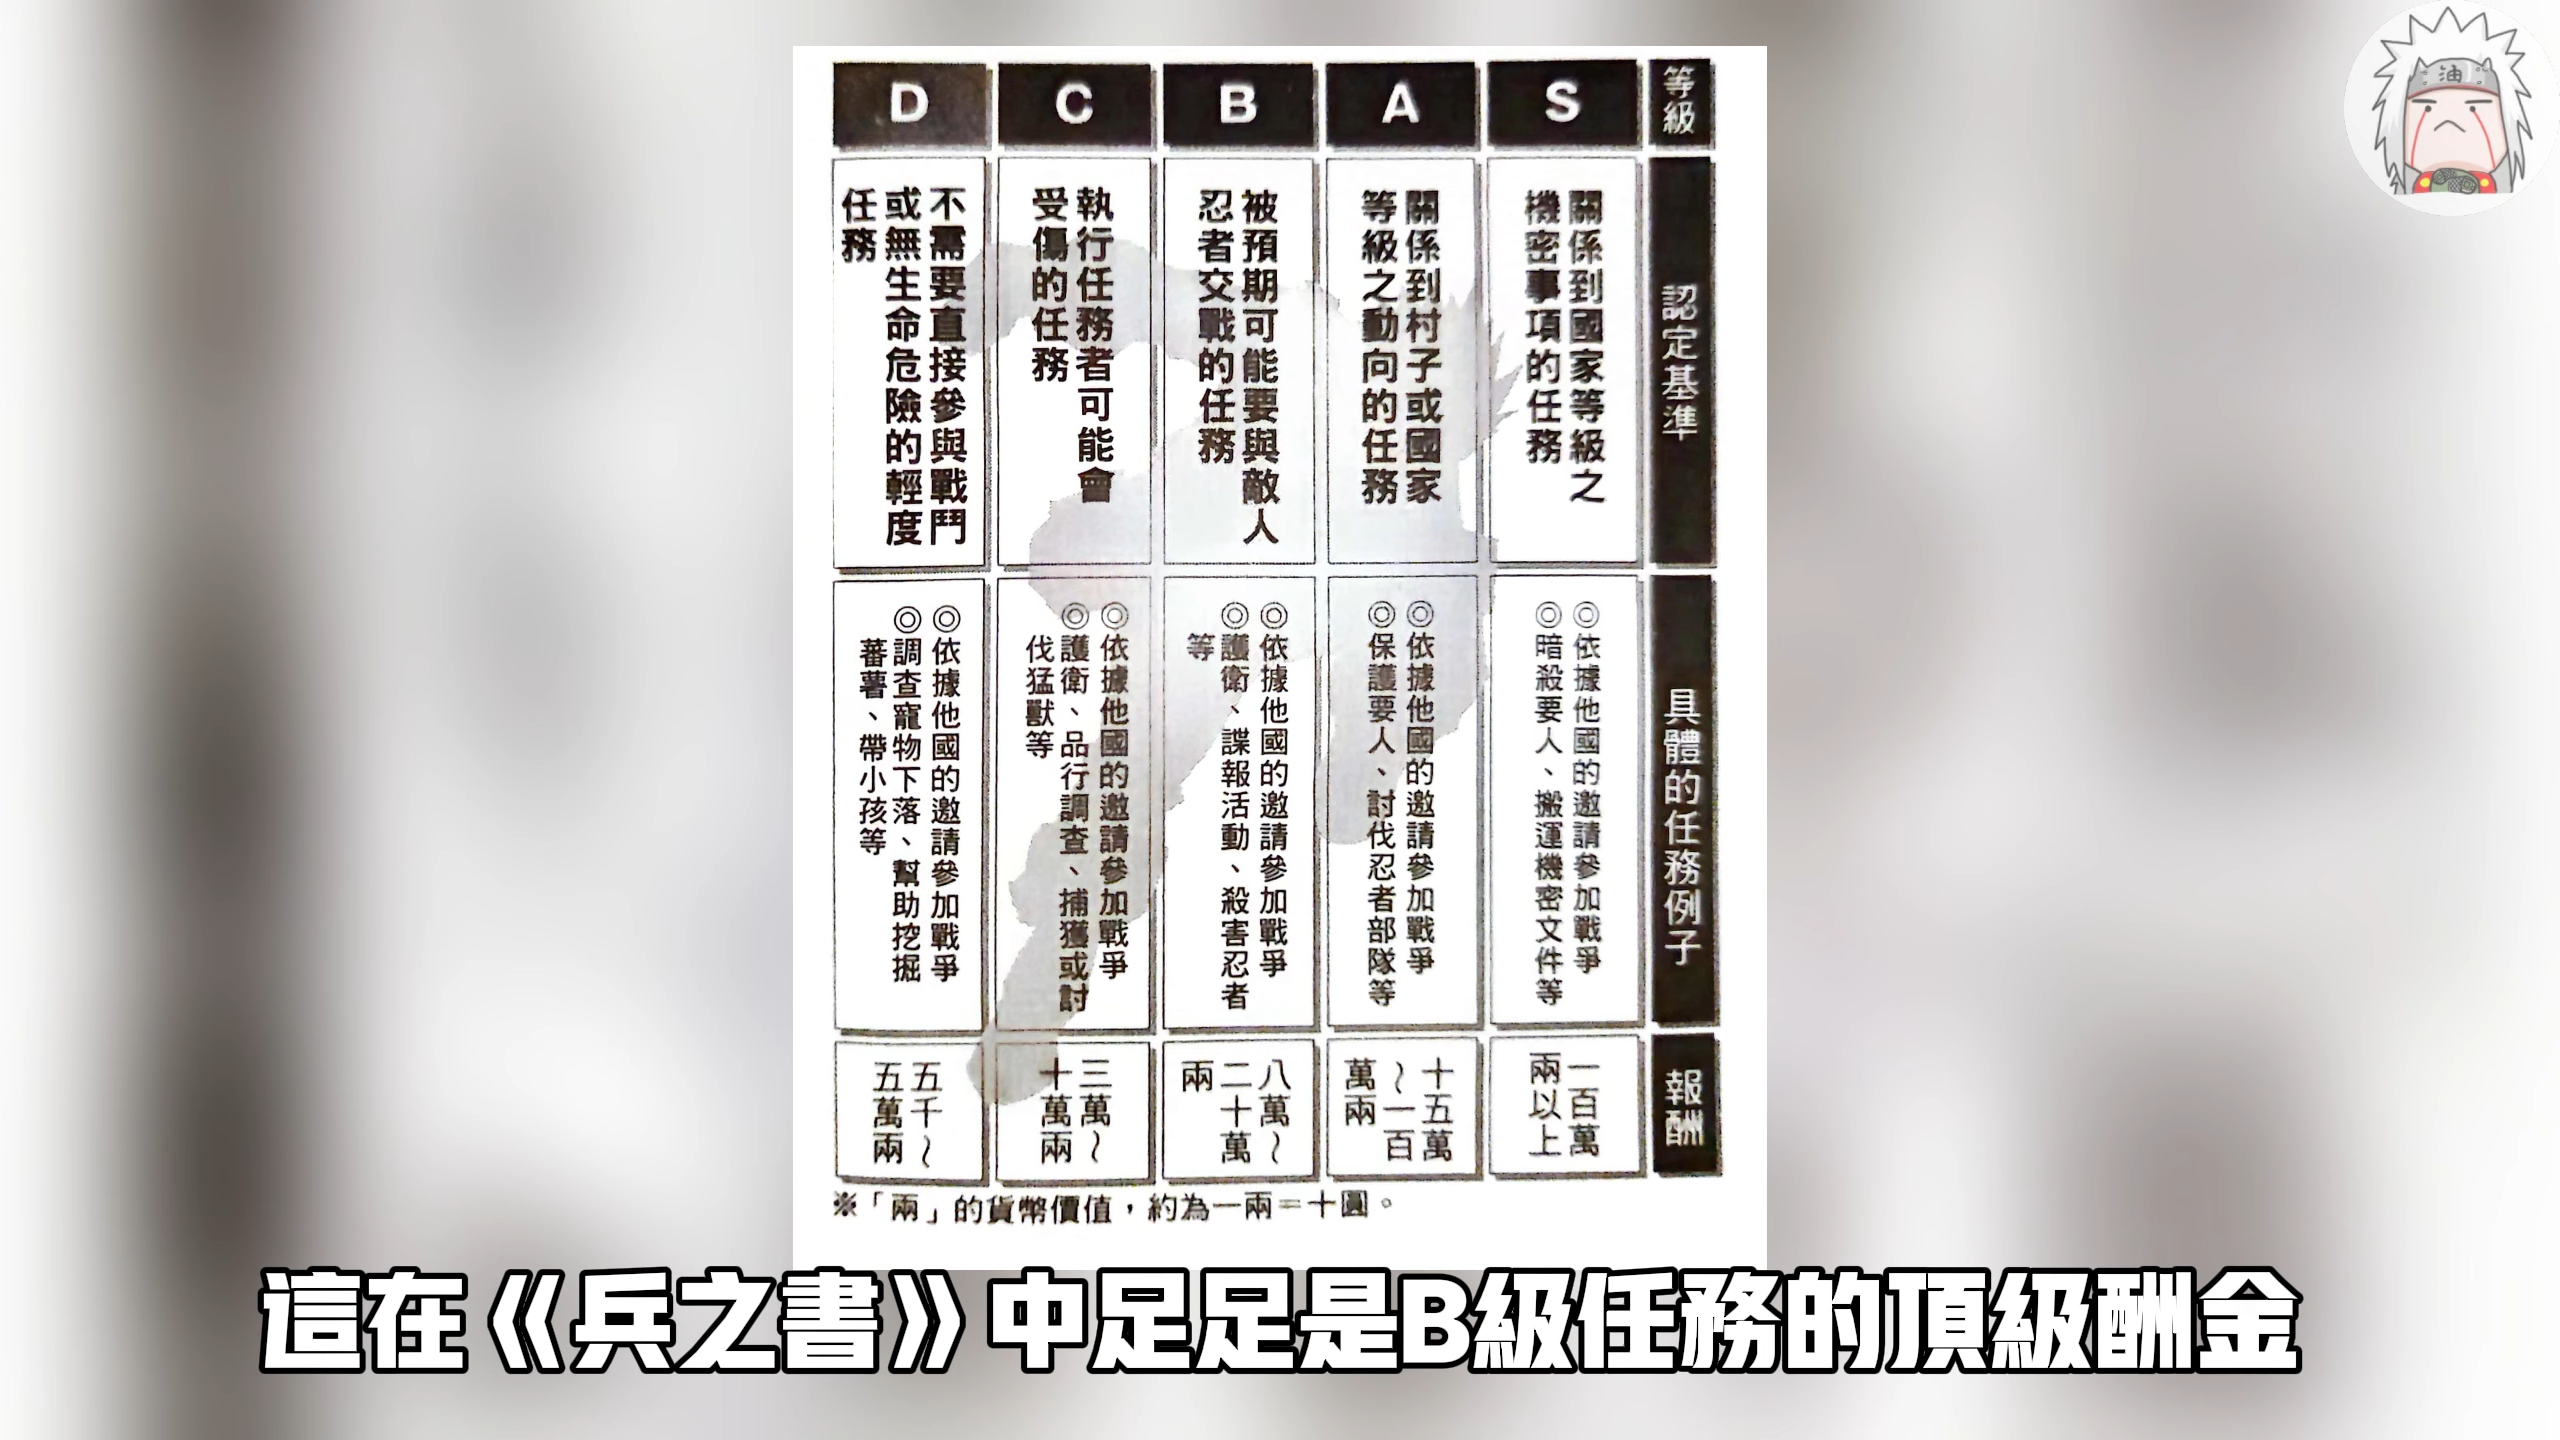 等級
認定基準
具體的任務例子
報酬
S
關係到國家等級之
機密事項的任務
◎依據他國的邀請參加戰爭
◎暗殺要人、搬運機密文件等
一百萬
兩以上
A
關係到村子或國家
等級之動向的任務
◎依據他國的邀請參加戰爭
◎保護要人、討伐忍者部隊等
十五萬
～一百
萬兩
B
被預期可能要與敵人
忍者交戰的任務
◎依據他國的邀請參加戰爭
◎護衛、諜報活動、殺害忍者
等
八萬～
二十萬
兩
C
執行任務者可能會
受傷的任務
◎依據他國的邀請參加戰爭
◎護衛、品行調查、捕獲或討
伐猛獸等
三萬～
十萬兩
D
不需要直接參與戰鬥
或無生命危險的輕度
任務
◎依據他國的邀請參加戰爭
◎調查寵物下落、幫助挖掘
蕃薯、帶小孩等
五千～
五萬兩
※「兩」的貨幣價值，約為一兩＝十圓。
油
這在《兵之書》中足足是B級任務的頂級酬金